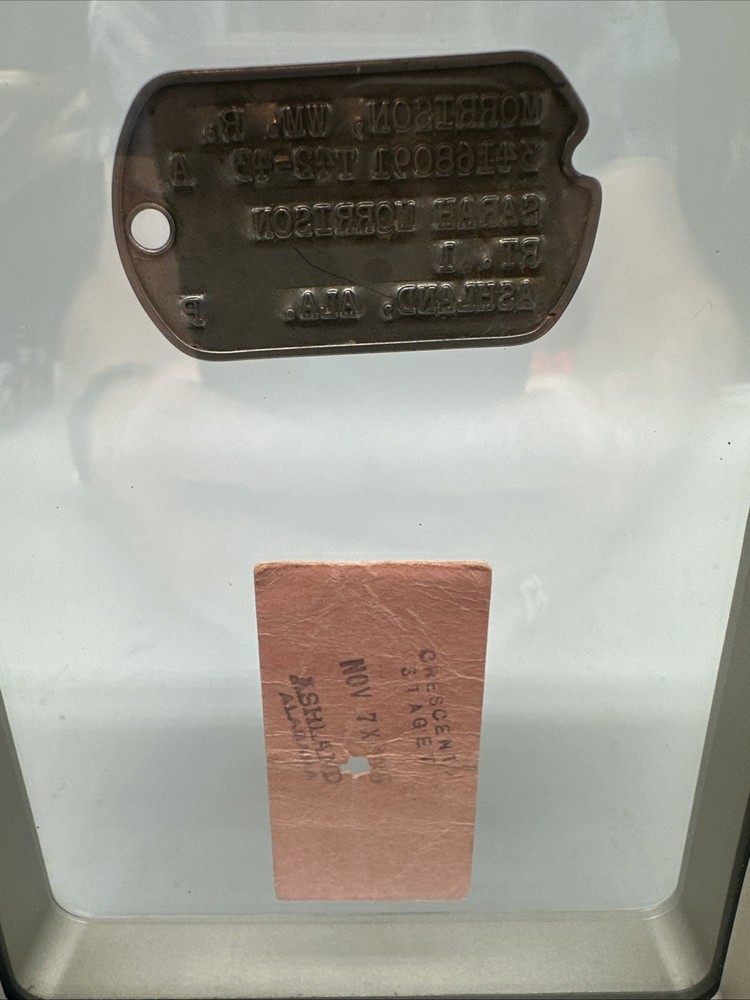 MORRISON, WM. R.
34168091 T42-43 A
SARAH MORRISON
RT. 1
ASHLAND, ALA. P
CRESCENT
STAGE
NOV 7
ASHLAND